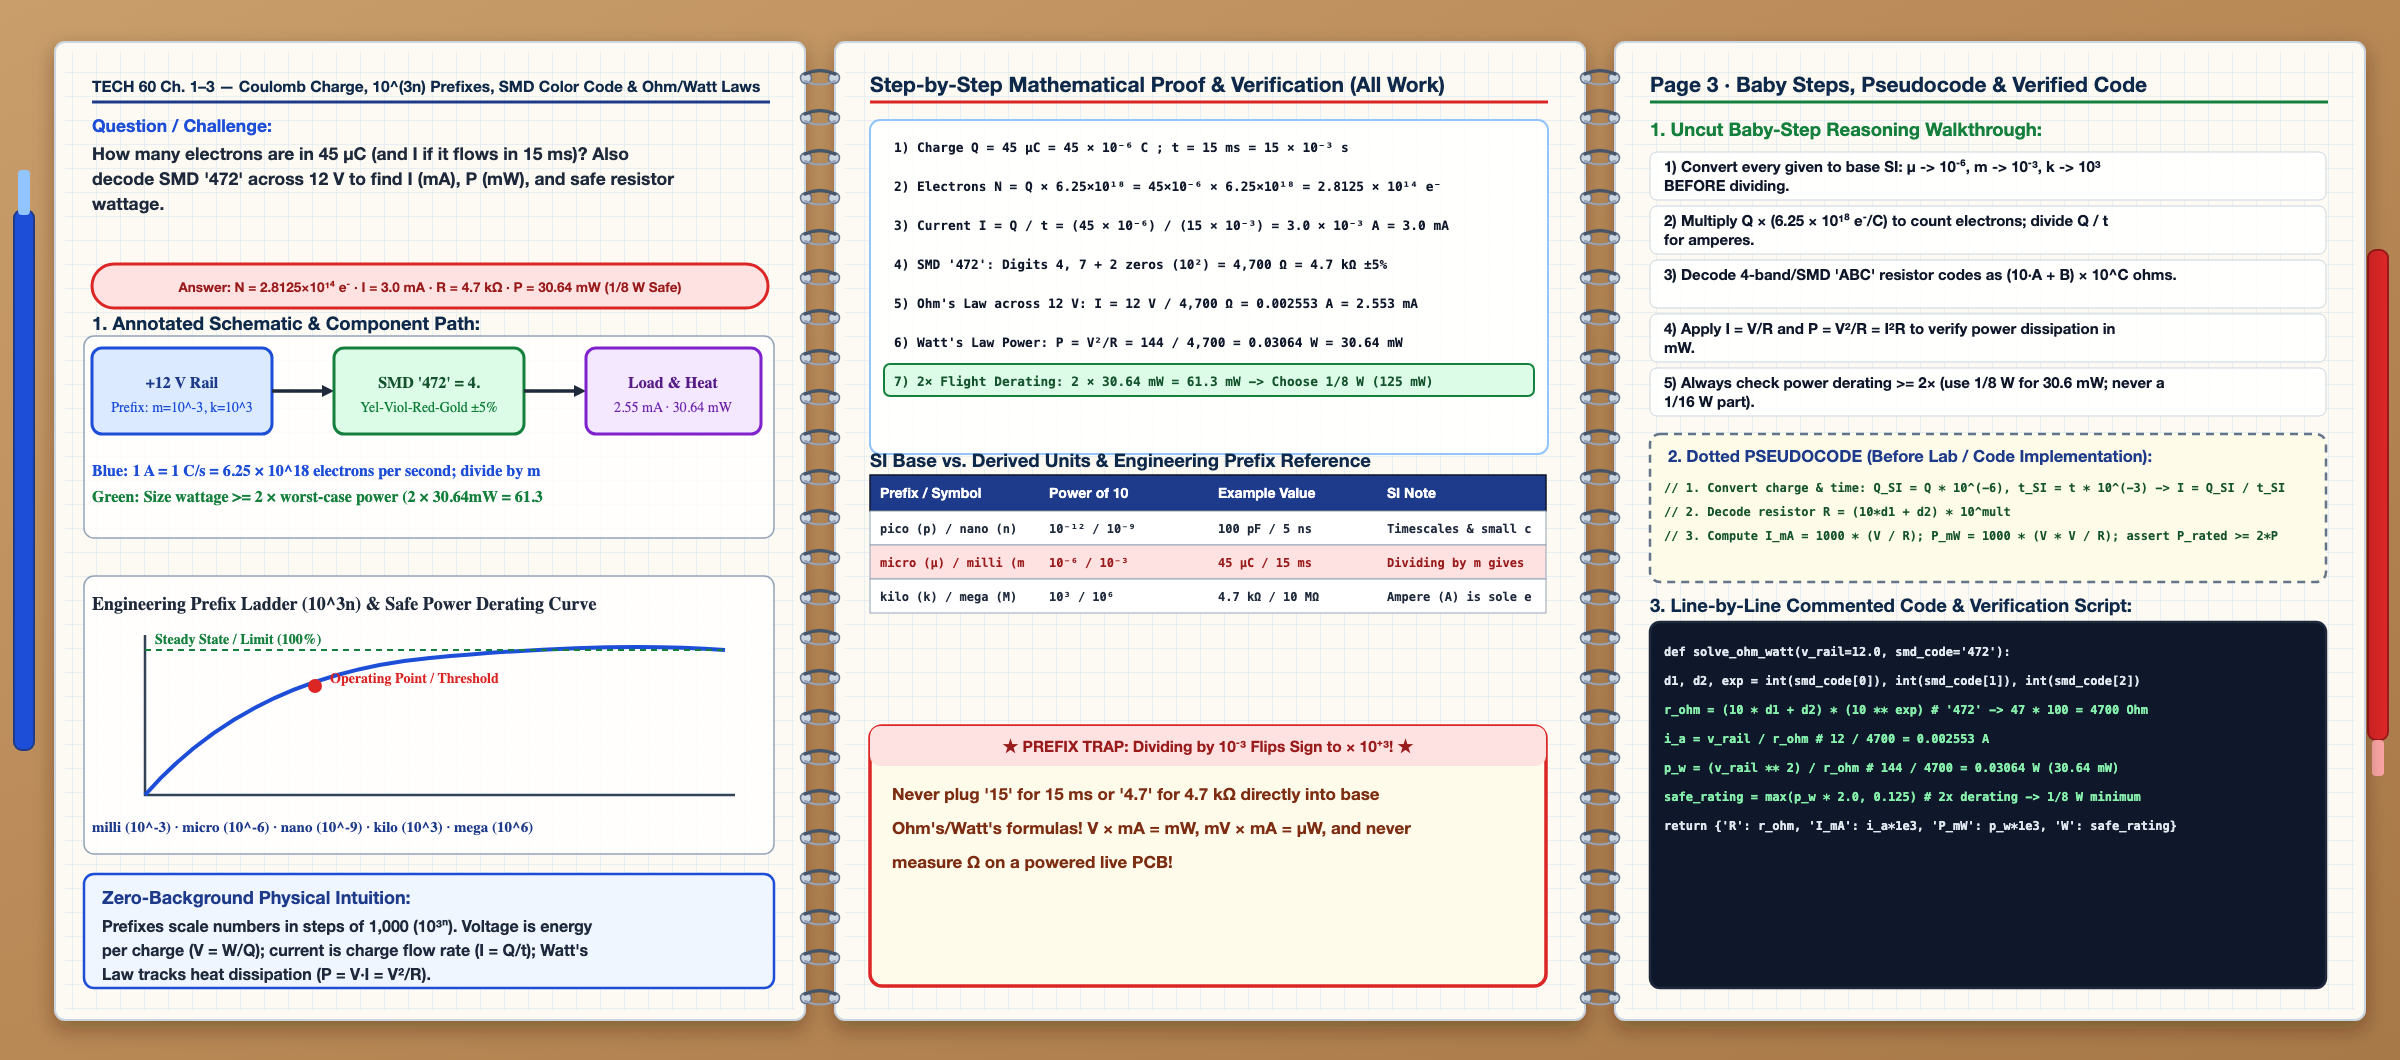 TECH 60 Ch. 1–3 — Coulomb Charge, 10^(3n) Prefixes, SMD Color Code & Ohm/Watt Laws
Question / Challenge:
How many electrons are in 45 µC (and I if it flows in 15 ms)? Also
decode SMD '472' across 12 V to find I (mA), P (mW), and safe resistor
wattage.
Answer: N = 2.8125×10¹⁴ e⁻ · I = 3.0 mA · R = 4.7 kΩ · P = 30.64 mW (1/8 W Safe)
1. Annotated Schematic & Component Path:
+12 V Rail
Prefix: m=10^-3, k=10^3
SMD '472' = 4.
Yel-Viol-Red-Gold ±5%
Load & Heat
2.55 mA · 30.64 mW
Blue: 1 A = 1 C/s = 6.25 × 10^18 electrons per second; divide by m
Green: Size wattage >= 2 × worst-case power (2 × 30.64mW = 61.3
Engineering Prefix Ladder (10^3n) & Safe Power Derating Curve
Steady State / Limit (100%)
Operating Point / Threshold
milli (10^-3) · micro (10^-6) · nano (10^-9) · kilo (10^3) · mega (10^6)
Zero-Background Physical Intuition:
Prefixes scale numbers in steps of 1,000 (10³ⁿ). Voltage is energy
per charge (V = W/Q); current is charge flow rate (I = Q/t); Watt's
Law tracks heat dissipation (P = V·I = V²/R).
Step-by-Step Mathematical Proof & Verification (All Work)
1) Charge Q = 45 µC = 45 × 10⁻⁶ C ; t = 15 ms = 15 × 10⁻³ s
2) Electrons N = Q × 6.25×10¹⁸ = 45×10⁻⁶ × 6.25×10¹⁸ = 2.8125 × 10¹⁴ e⁻
3) Current I = Q / t = (45 × 10⁻⁶) / (15 × 10⁻³) = 3.0 × 10⁻³ A = 3.0 mA
4) SMD '472': Digits 4, 7 + 2 zeros (10²) = 4,700 Ω = 4.7 kΩ ±5%
5) Ohm's Law across 12 V: I = 12 V / 4,700 Ω = 0.002553 A = 2.553 mA
6) Watt's Law Power: P = V²/R = 144 / 4,700 = 0.03064 W = 30.64 mW
7) 2× Flight Derating: 2 × 30.64 mW = 61.3 mW -> Choose 1/8 W (125 mW)
SI Base vs. Derived Units & Engineering Prefix Reference
Prefix / Symbol Power of 10 Example Value SI Note
pico (p) / nano (n) 10⁻¹² / 10⁻⁹ 100 pF / 5 ns Timescales & small c
micro (µ) / milli (m 10⁻⁶ / 10⁻³ 45 µC / 15 ms Dividing by m gives
kilo (k) / mega (M) 10³ / 10⁶ 4.7 kΩ / 10 MΩ Ampere (A) is sole e
★ PREFIX TRAP: Dividing by 10⁻³ Flips Sign to × 10⁺³! ★
Never plug '15' for 15 ms or '4.7' for 4.7 kΩ directly into base
Ohm's/Watt's formulas! V × mA = mW, mV × mA = µW, and never
measure Ω on a powered live PCB!
Page 3 · Baby Steps, Pseudocode & Verified Code
1. Uncut Baby-Step Reasoning Walkthrough:
1) Convert every given to base SI: µ -> 10⁻⁶, m -> 10⁻³, k -> 10³
BEFORE dividing.
2) Multiply Q × (6.25 × 10¹⁸ e⁻/C) to count electrons; divide Q / t
for amperes.
3) Decode 4-band/SMD 'ABC' resistor codes as (10·A + B) × 10^C ohms.
4) Apply I = V/R and P = V²/R = I²R to verify power dissipation in
mW.
5) Always check power derating >= 2× (use 1/8 W for 30.6 mW; never a
1/16 W part).
2. Dotted PSEUDOCODE (Before Lab / Code Implementation):
// 1. Convert charge & time: Q_SI = Q * 10^(-6), t_SI = t * 10^(-3) -> I = Q_SI / t_SI
// 2. Decode resistor R = (10*d1 + d2) * 10^mult
// 3. Compute I_mA = 1000 * (V / R); P_mW = 1000 * (V * V / R); assert P_rated >= 2*P
3. Line-by-Line Commented Code & Verification Script:
def solve_ohm_watt(v_rail=12.0, smd_code='472'):
d1, d2, exp = int(smd_code[0]), int(smd_code[1]), int(smd_code[2])
r_ohm = (10 * d1 + d2) * (10 ** exp) # '472' -> 47 * 100 = 4700 Ohm
i_a = v_rail / r_ohm # 12 / 4700 = 0.002553 A
p_w = (v_rail ** 2) / r_ohm # 144 / 4700 = 0.03064 W (30.64 mW)
safe_rating = max(p_w * 2.0, 0.125) # 2x derating -> 1/8 W minimum
return {'R': r_ohm, 'I_mA': i_a*1e3, 'P_mW': p_w*1e3, 'W': safe_rating}